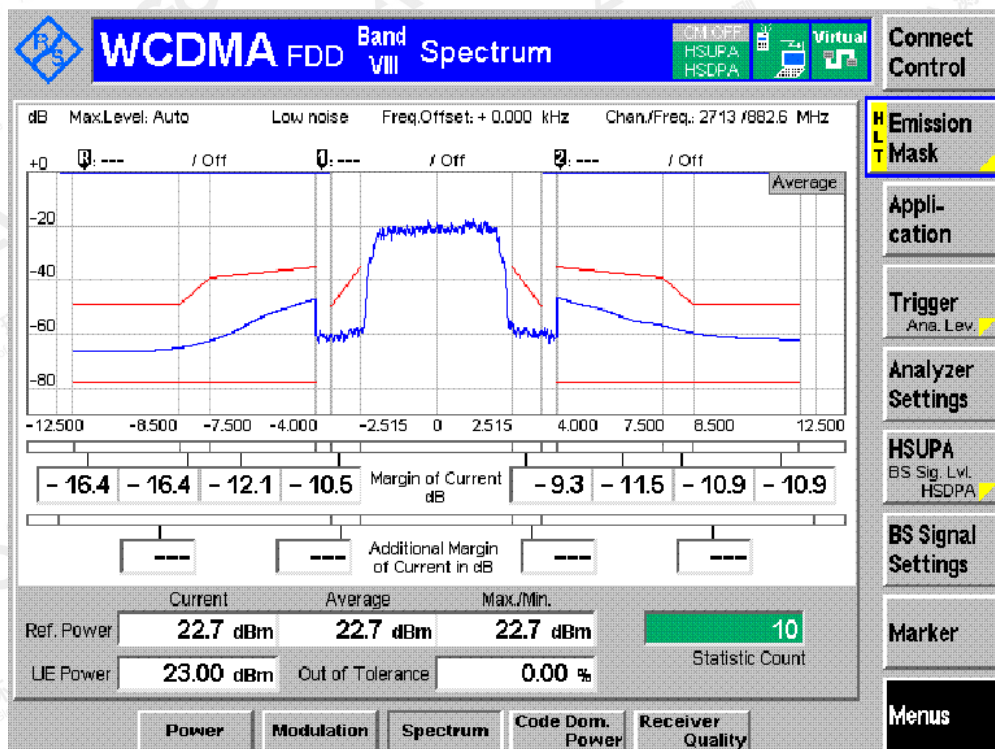 R S
WCDMA FDD Band VIII Spectrum
CH OFF
HSUPA
HSDPA
Virtual
Connect Control
dB Max.Level: Auto Low noise Freq.Offset: + 0.000 kHz Chan./Freq.: 2713 / 882.6 MHz
HLT Emission Mask
R: --- / Off 1: --- / Off 2: --- / Off
Average
+0
-20
-40
-60
-80
-12.500 -8.500 -7.500 -4.000 -2.515 0 2.515 4.000 7.500 8.500 12.500
Appli-
cation
Trigger
Ana. Lev.
Analyzer
Settings
- 16.4 - 16.4 - 12.1 - 10.5 Margin of Current dB - 9.3 - 11.5 - 10.9 - 10.9
HSUPA
BS Sig. Lvl.
HSDPA
--- --- Additional Margin of Current in dB --- ---
BS Signal
Settings
Current Average Max./Min.
Ref. Power 22.7 dBm 22.7 dBm 22.7 dBm 10
Statistic Count
UE Power 23.00 dBm Out of Tolerance 0.00 %
Marker
Menus
Power Modulation Spectrum Code Dom. Power Receiver Quality